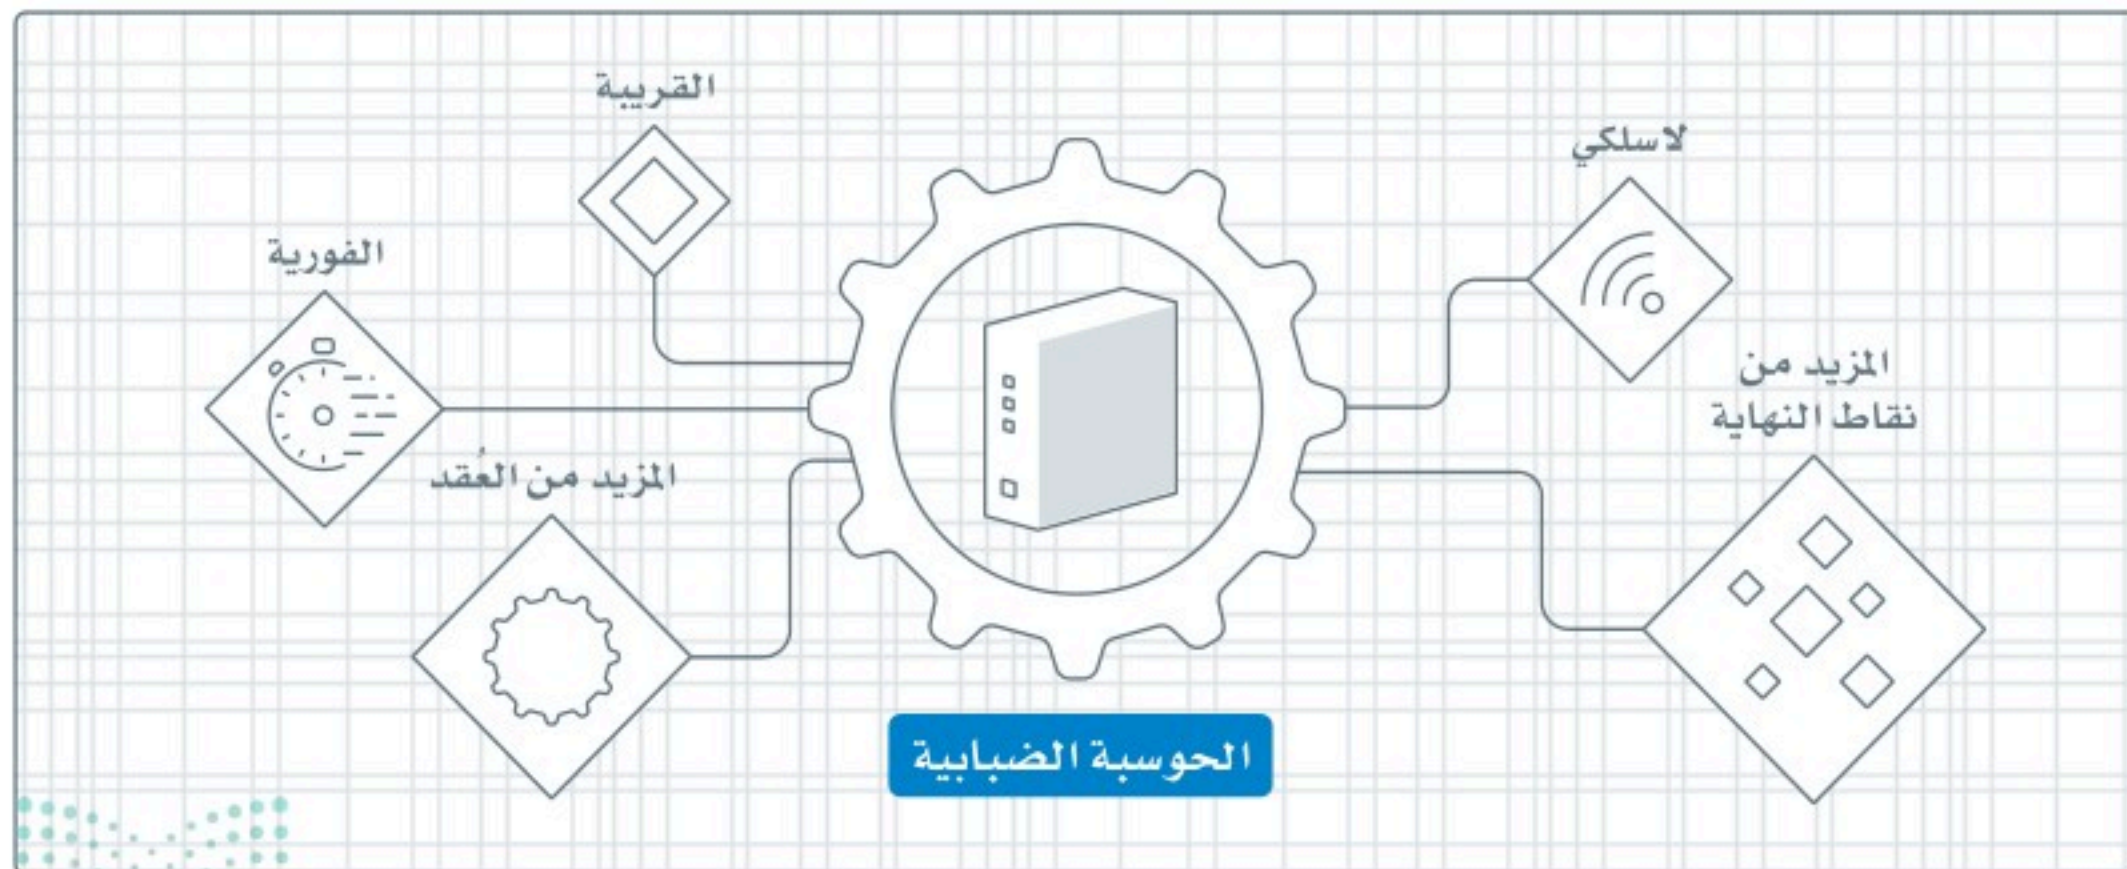 القريبة
لاسلكي
الفورية
المزيد من
نقاط النهاية
المزيد من العُقد
الحوسبة الضبابية